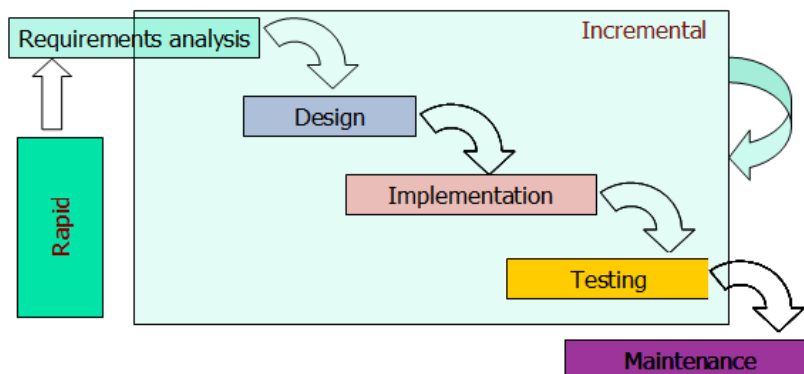 Incremental
Requirements analysis
Design
Implementation
Rapid
Testing
Maintenance